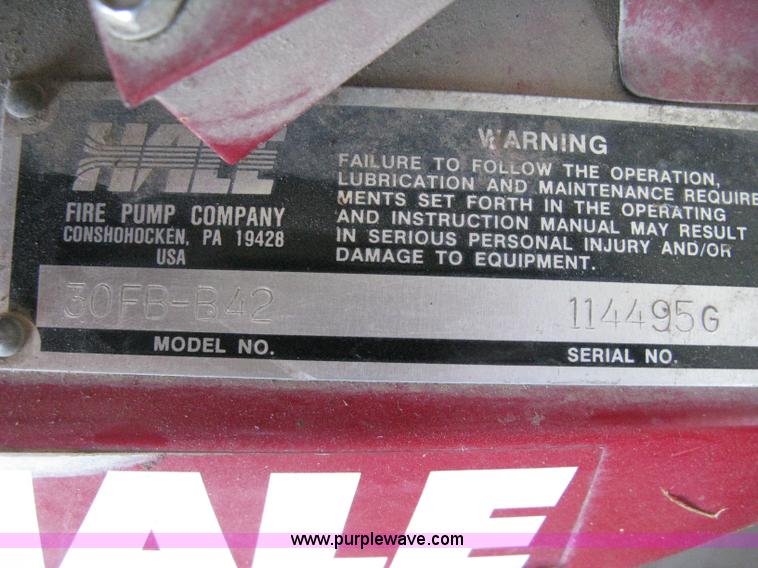 HALE
FIRE PUMP COMPANY
CONSHOHOCKEN, PA 19428
USA
WARNING
FAILURE TO FOLLOW THE OPERATION,
LUBRICATION AND MAINTENANCE REQUIRE
MENTS SET FORTH IN THE OPERATING
AND INSTRUCTION MANUAL MAY RESULT
IN SERIOUS PERSONAL INJURY AND/OR
DAMAGE TO EQUIPMENT.
30FB-B42
114495G
MODEL NO.
SERIAL NO.
HALE
www.purplewave.com